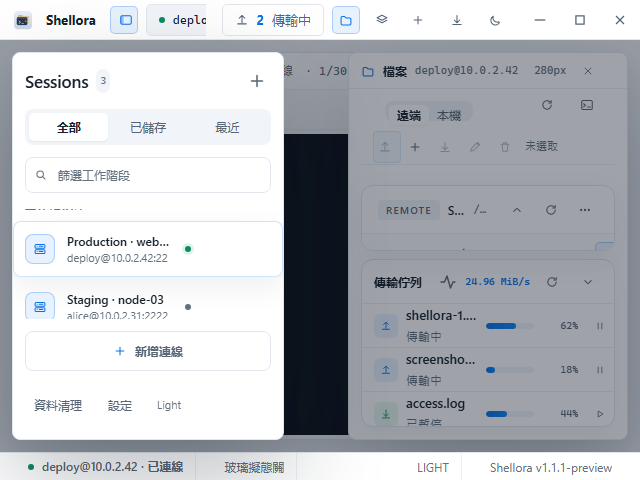 Shellora
deplo
2 傳輸中
Sessions 3
全部 已儲存 最近
篩選工作階段
Production · web...
deploy@10.0.2.42:22
Staging · node-03
alice@10.0.2.31:2222
新增連線
資料清理 設定 Light
線 · 1/30
檔案 deploy@10.0.2.42 280px
遠端 本機
未選取
REMOTE S... /...
傳輸佇列 24.96 MiB/s
shellora-1....
傳輸中
62%
screensho...
傳輸中
18%
access.log
已暫停
44%
deploy@10.0.2.42 · 已連線
玻璃擬態關
LIGHT
Shellora v1.1.1-preview